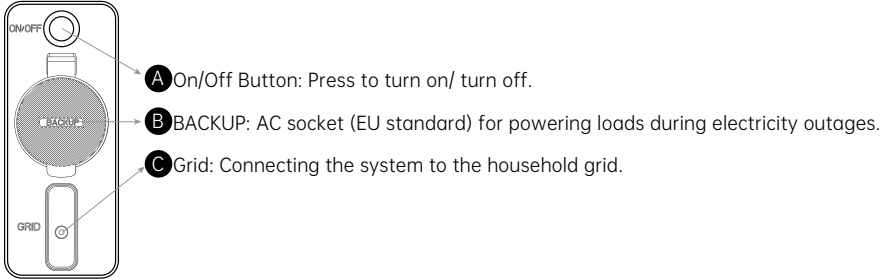 ON/OFF
A On/Off Button: Press to turn on/ turn off.
BACKUP
B BACKUP: AC socket (EU standard) for powering loads during electricity outages.
C Grid: Connecting the system to the household grid.
GRID